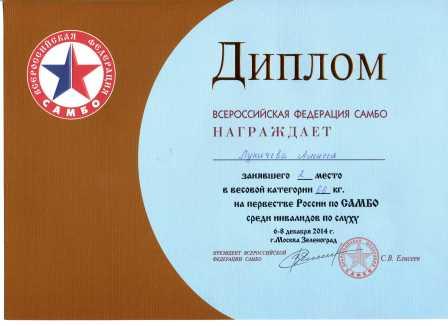 ВСЕРОССИЙСКАЯ ФЕДЕРАЦИЯ
САМБО
ДИПЛОМ
ВСЕРОССИЙСКАЯ ФЕДЕРАЦИЯ САМБО
НАГРАЖДАЕТ
занявшего 2 место
в весовой категории кг.
на первенстве России по САМБО
среди инвалидов по слуху
6-8 декабря 2014 г.
г.Москва Зеленоград
ПРЕЗИДЕНТ ВСЕРОССИЙСКОЙ
ФЕДЕРАЦИИ САМБО
С.В. Елисеев